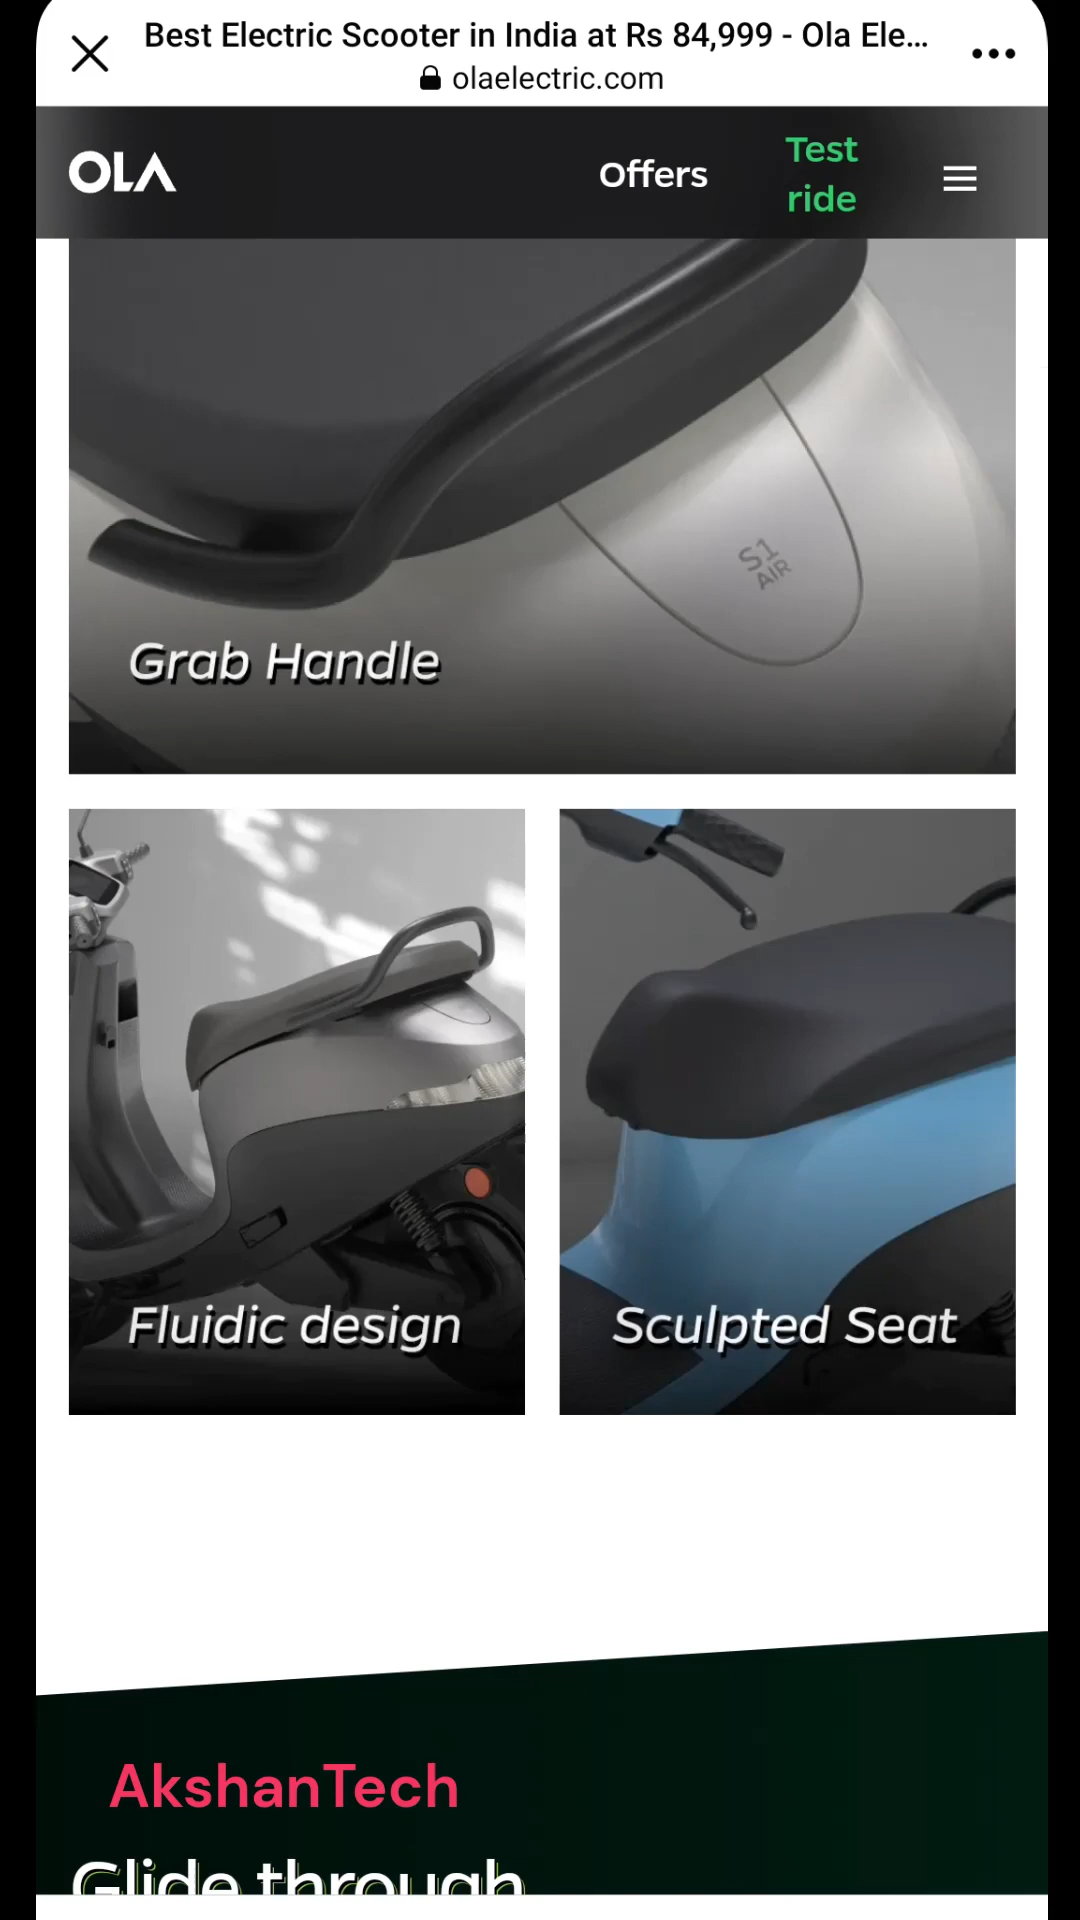 Best Electric Scooter in India at Rs 84,999 - Ola Ele...
olaelectric.com
OLA
Offers
Test
ride
S1
AIR
Grab Handle
Fluidic design
Sculpted Seat
AkshanTech
Glide through